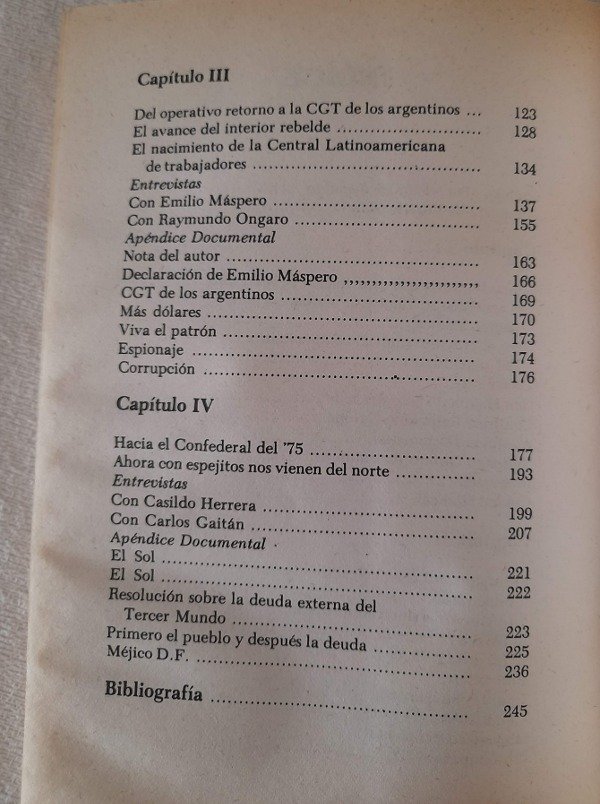 Capítulo III
Del operativo retorno a la CGT de los argentinos ... 123
El avance del interior rebelde ........................ 128
El nacimiento de la Central Latinoamericana
de trabajadores ........................................ 134
Entrevistas
Con Emilio Máspero .................................. 137
Con Raymundo Ongaro ............................... 155
Apéndice Documental
Nota del autor ........................................ 163
Declaración de Emilio Máspero ,,,,,,,,,,,,,,,,,,,,,,,, 166
CGT de los argentinos ................................ 169
Más dólares ........................................... 170
Viva el patrón ........................................ 173
Espionaje ............................................. 174
Corrupción ............................................ 176
Capítulo IV
Hacia el Confederal del '75 ........................... 177
Ahora con espejitos nos vienen del norte ............. 193
Entrevistas
Con Casildo Herrera .................................. 199
Con Carlos Gaitán .................................... 207
Apéndice Documental
El Sol ................................................ 221
El Sol ................................................ 222
Resolución sobre la deuda externa del
Tercer Mundo ......................................... 223
Primero el pueblo y después la deuda ................. 225
Méjico D.F. ........................................... 236
Bibliografía .......................................... 245